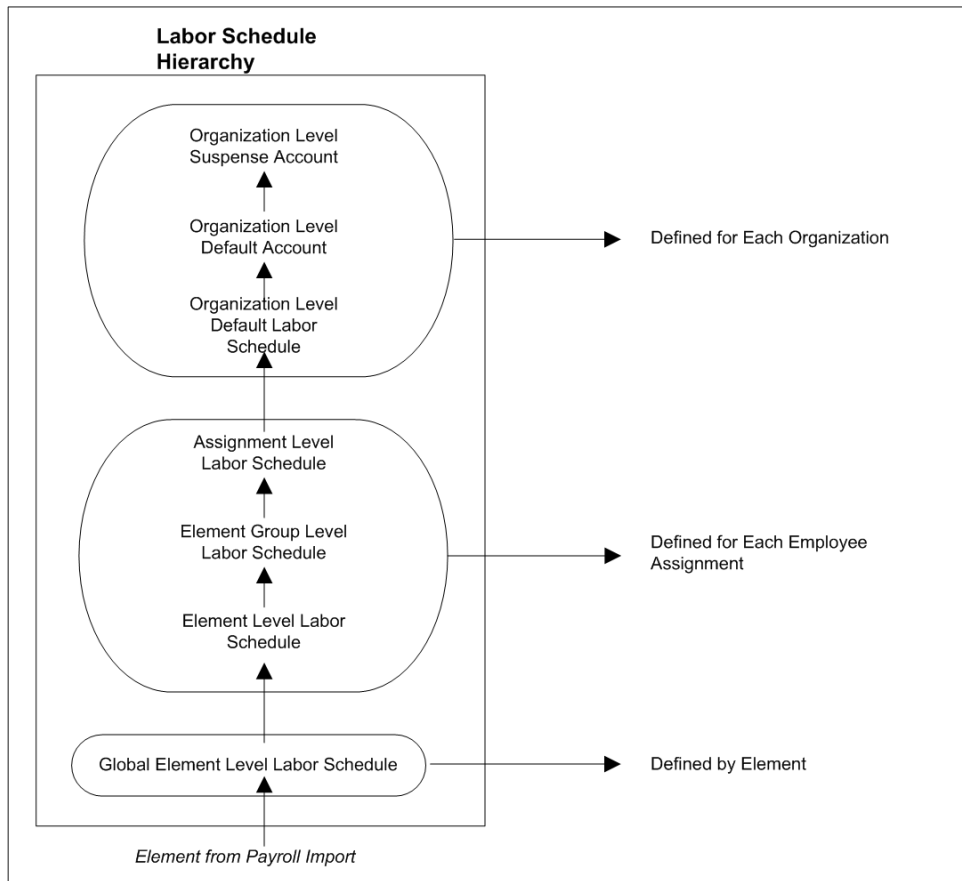 Labor Schedule
Hierarchy
Organization Level
Suspense Account
Organization Level
Default Account
Organization Level
Default Labor
Schedule
Defined for Each Organization
Assignment Level
Labor Schedule
Element Group Level
Labor Schedule
Element Level Labor
Schedule
Defined for Each Employee
Assignment
Global Element Level Labor Schedule
Defined by Element
Element from Payroll Import